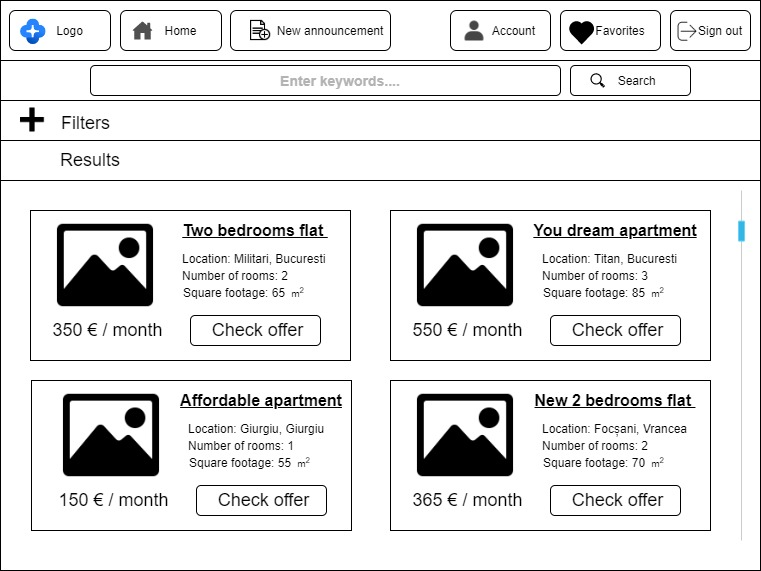 Logo
Home
New announcement
Account
Favorites
Sign out
Enter keywords....
Search
Filters
Results
Two bedrooms flat
Location: Militari, Bucuresti
Number of rooms: 2
Square footage: 65 m²
350 € / month
Check offer
You dream apartment
Location: Titan, Bucuresti
Number of rooms: 3
Square footage: 85 m²
550 € / month
Check offer
Affordable apartment
Location: Giurgiu, Giurgiu
Number of rooms: 1
Square footage: 55 m²
150 € / month
Check offer
New 2 bedrooms flat
Location: Focșani, Vrancea
Number of rooms: 2
Square footage: 70 m²
365 € / month
Check offer